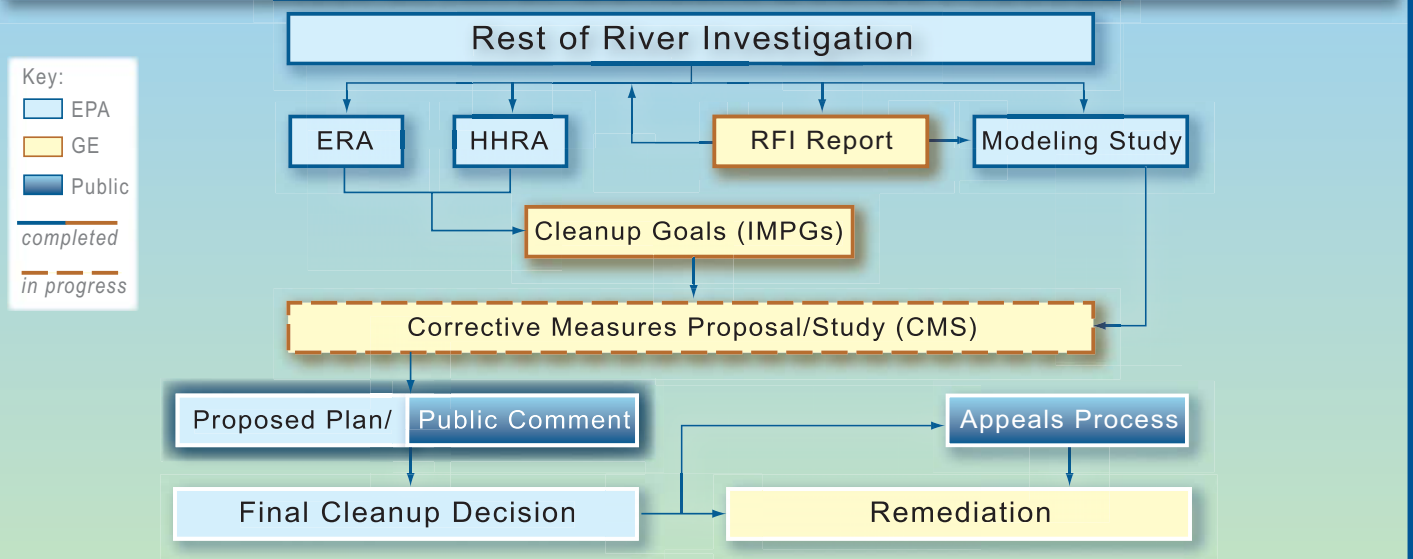 Rest of River Investigation
Key:
EPA
GE
Public
completed
in progress
ERA
HHRA
RFI Report
Modeling Study
Cleanup Goals (IMPGs)
Corrective Measures Proposal/Study (CMS)
Proposed Plan/ Public Comment
Appeals Process
Final Cleanup Decision
Remediation